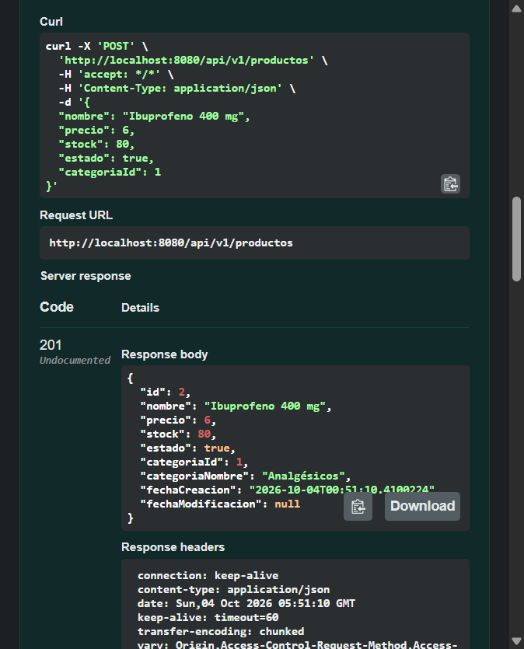 Curl
curl -X 'POST' \
'http://localhost:8080/api/v1/productos' \
-H 'accept: */*' \
-H 'Content-Type: application/json' \
-d '{
"nombre": "Ibuprofeno 400 mg",
"precio": 6,
"stock": 80,
"estado": true,
"categoriaId": 1
}'
Request URL
http://localhost:8080/api/v1/productos
Server response
Code Details
201
Undocumented
Response body
{
"id": 2,
"nombre": "Ibuprofeno 400 mg",
"precio": 6,
"stock": 80,
"estado": true,
"categoriaId": 1,
"categoriaNombre": "Analgésicos",
"fechaCreacion": "2026-10-04T00:51:10.4100224",
"fechaModificacion": null
}
Download
Response headers
connection: keep-alive
content-type: application/json
date: Sun,04 Oct 2026 05:51:10 GMT
keep-alive: timeout=60
transfer-encoding: chunked
vary: Origin,Access-Control-Request-Method,Access-